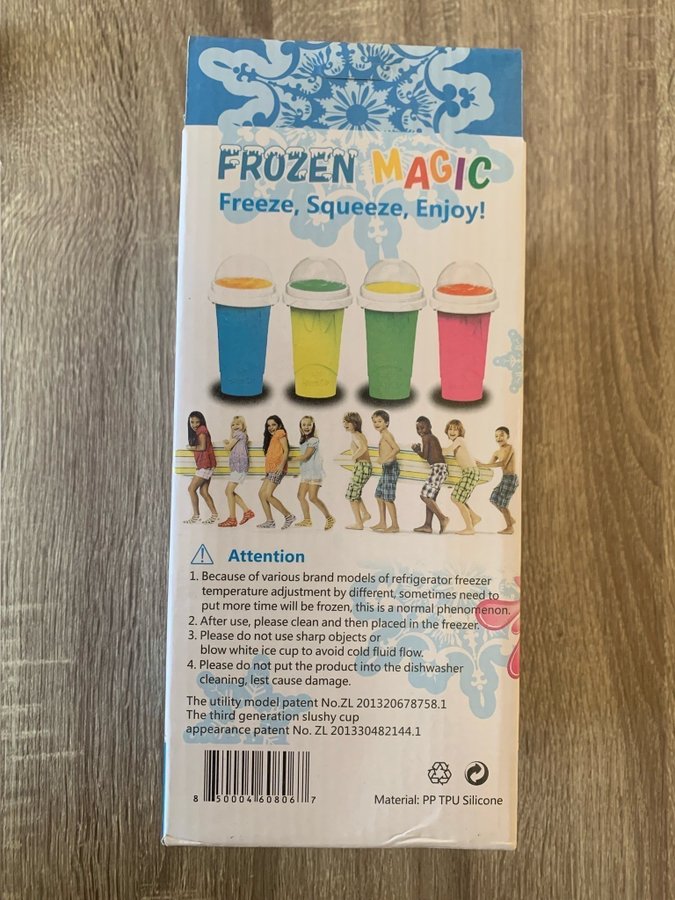 FROZEN MAGIC
Freeze, Squeeze, Enjoy!
Attention
1. Because of various brand models of refrigerator freezer
temperature adjustment by different, sometimes need to
put more time will be frozen, this is a normal phenomenon.
2. After use, please clean and then placed in the freezer.
3. Please do not use sharp objects or
blow white ice cup to avoid cold fluid flow.
4. Please do not put the product into the dishwasher
cleaning, lest cause damage.
The utility model patent No.ZL 201320678758.1
The third generation slushy cup
appearance patent No. ZL 201330482144.1
8 50004 60806 7
Material: PP TPU Silicone